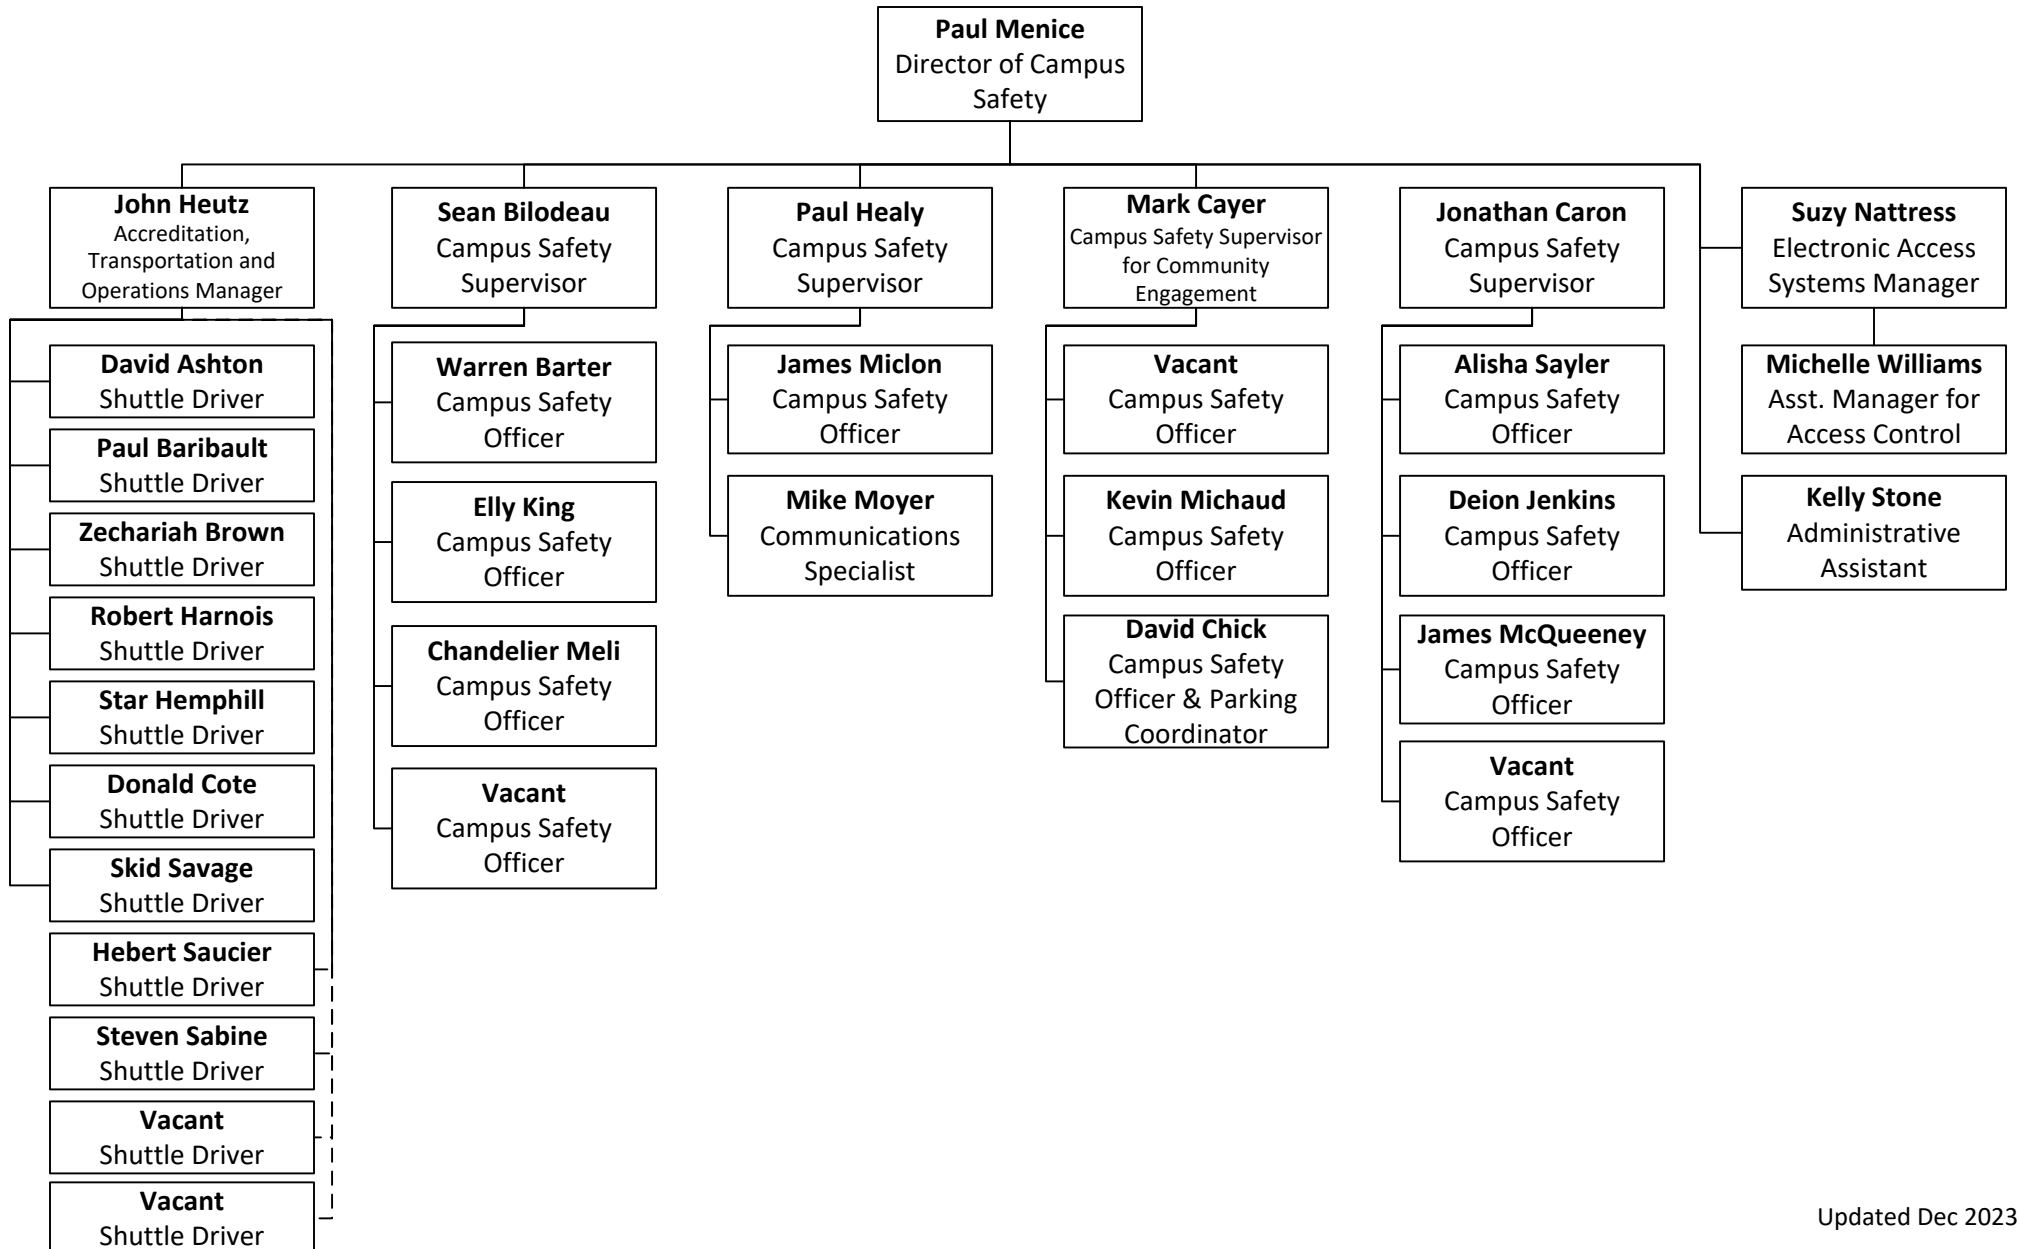 Paul Menice
Director of Campus
Safety
John Heutz
Accreditation,
Transportation and
Operations Manager
David Ashton
Shuttle Driver
Paul Baribault
Shuttle Driver
Zechariah Brown
Shuttle Driver
Robert Harnois
Shuttle Driver
Star Hemphill
Shuttle Driver
Donald Cote
Shuttle Driver
Skid Savage
Shuttle Driver
Hebert Saucier
Shuttle Driver
Steven Sabine
Shuttle Driver
Vacant
Shuttle Driver
Vacant
Shuttle Driver
Sean Bilodeau
Campus Safety
Supervisor
Warren Barter
Campus Safety
Officer
Elly King
Campus Safety
Officer
Chandelier Meli
Campus Safety
Officer
Vacant
Campus Safety
Officer
Paul Healy
Campus Safety
Supervisor
James Miclon
Campus Safety
Officer
Mike Moyer
Communications
Specialist
Mark Cayer
Campus Safety Supervisor
for Community
Engagement
Vacant
Campus Safety
Officer
Kevin Michaud
Campus Safety
Officer
David Chick
Campus Safety
Officer & Parking
Coordinator
Jonathan Caron
Campus Safety
Supervisor
Alisha Sayler
Campus Safety
Officer
Deion Jenkins
Campus Safety
Officer
James McQueeney
Campus Safety
Officer
Vacant
Campus Safety
Officer
Suzy Nattress
Electronic Access
Systems Manager
Michelle Williams
Asst. Manager for
Access Control
Kelly Stone
Administrative
Assistant
Updated Dec 2023